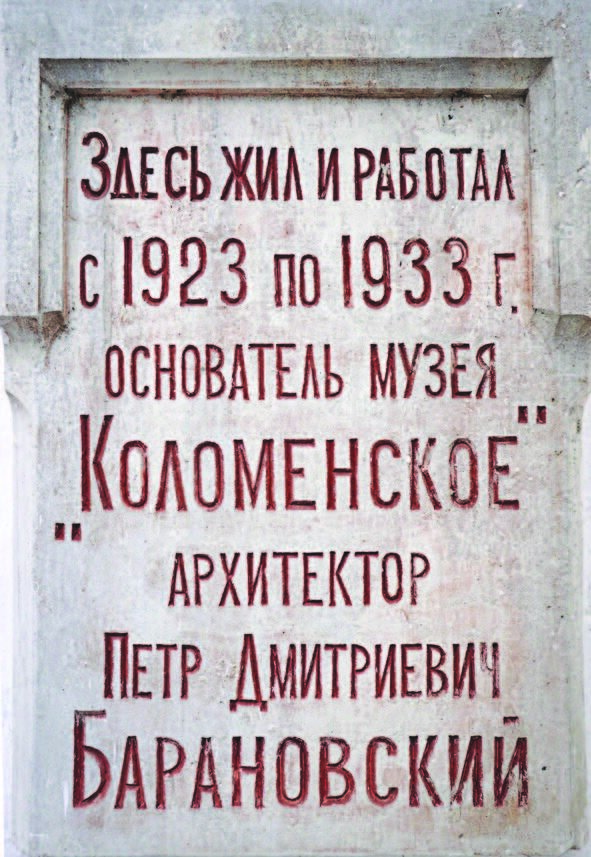 Здесь жил и работал
с 1923 по 1933 г.
основатель музея
„Коломенское"
архитектор
Петр Дмитриевич
Барановский